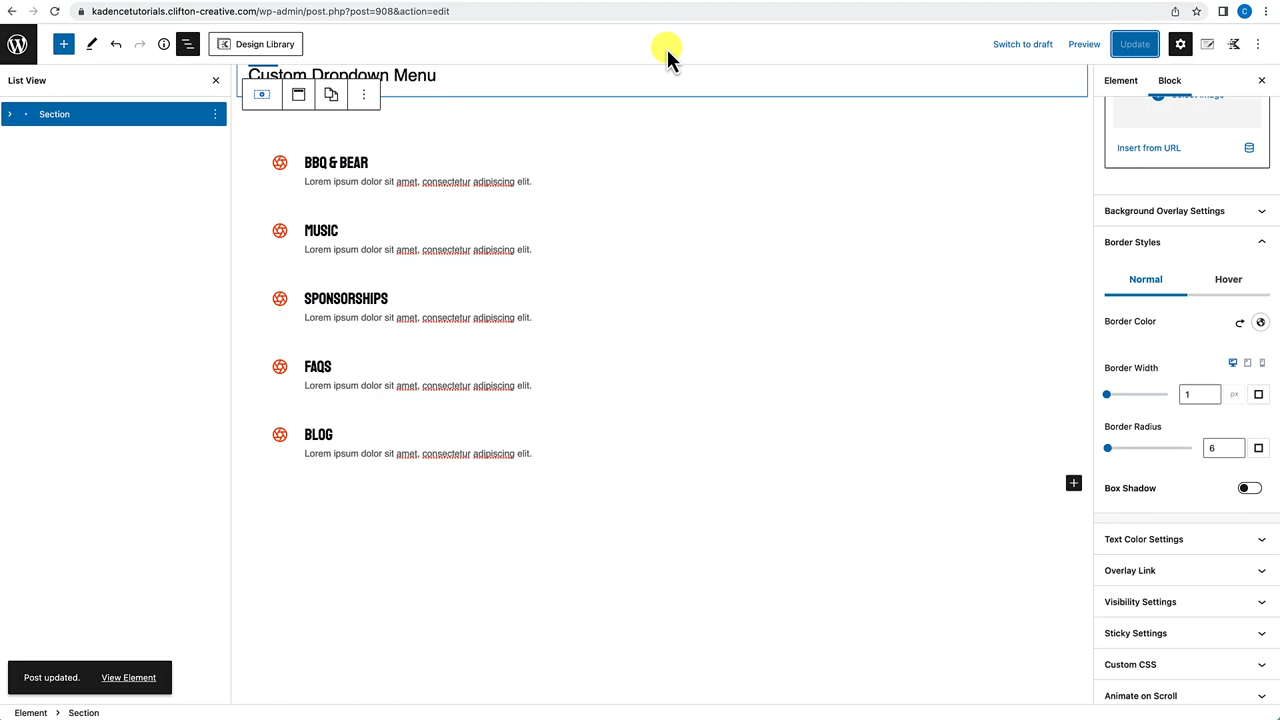 kadencetutorials.clifton-creative.com/wp-admin/post.php?post=908&action=edit
C
Design Library
Switch to draft
Preview
Update
List View
Section
Custom Dropdown Menu
BBQ & BEAR
Lorem ipsum dolor sit amet, consectetur adipiscing elit.
MUSIC
Lorem ipsum dolor sit amet, consectetur adipiscing elit.
SPONSORSHIPS
Lorem ipsum dolor sit amet, consectetur adipiscing elit.
FAQS
Lorem ipsum dolor sit amet, consectetur adipiscing elit.
BLOG
Lorem ipsum dolor sit amet, consectetur adipiscing elit.
Element
Block
Select Image
Insert from URL
Background Overlay Settings
Border Styles
Normal
Hover
Border Color
Border Width
1
px
Border Radius
6
Box Shadow
Text Color Settings
Overlay Link
Visibility Settings
Sticky Settings
Custom CSS
Animate on Scroll
Post updated.
View Element
Element > Section